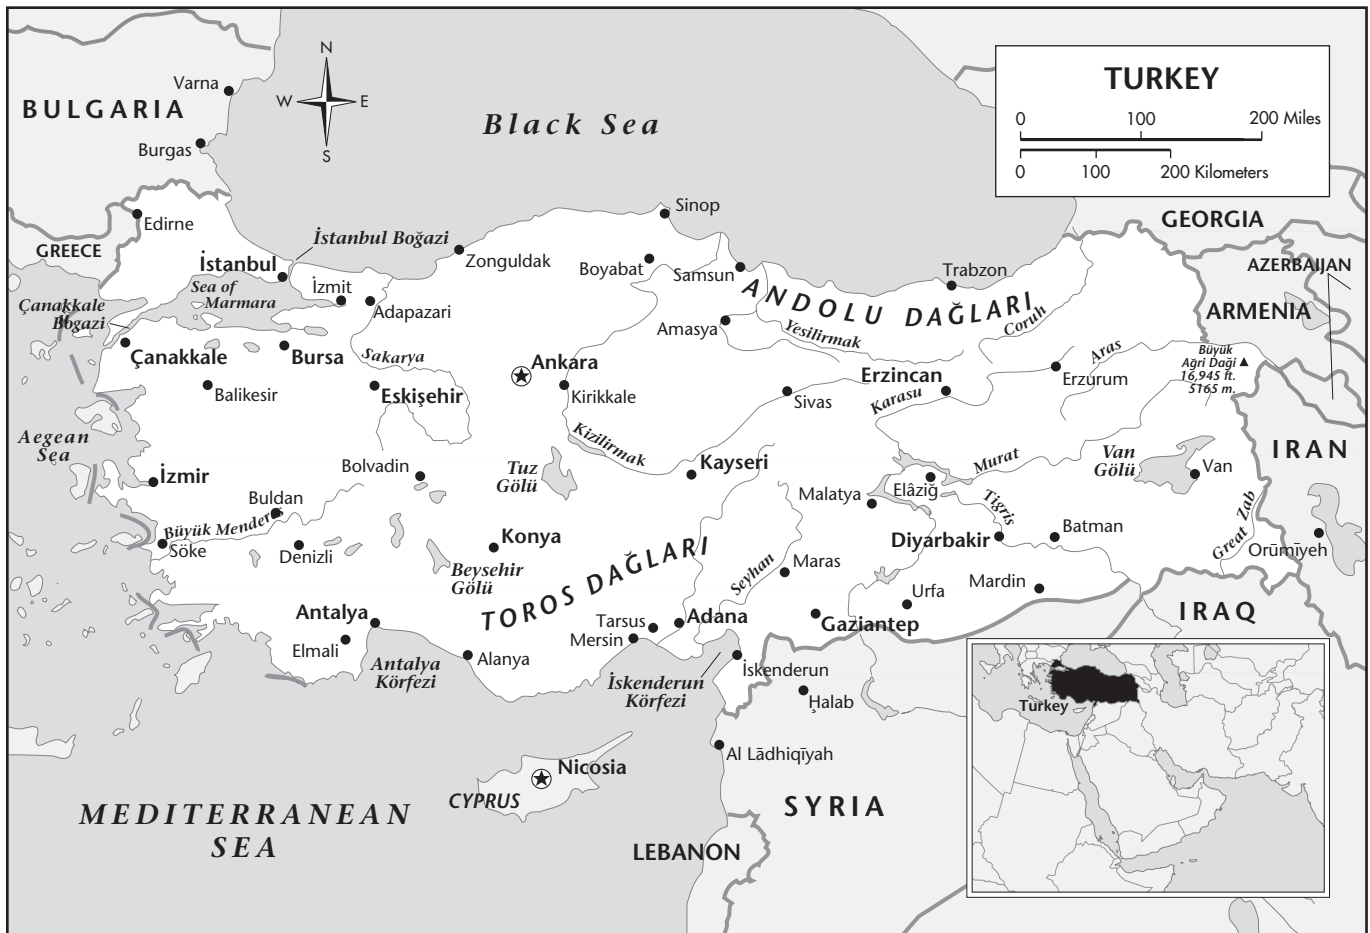 TURKEY
0 100 200 Miles
0 100 200 Kilometers
N
W E
S
BULGARIA
Varna
Burgas
Black Sea
Edirne
GREECE
İstanbul Boğazi
İstanbul
Sea of
Marmara
İzmit
Adapazari
Zonguldak
Sinop
Boyabat
Samsun
Trabzon
GEORGIA
AZERBAIJAN
ARMENIA
ANDOLU DAĞLARI
Çanakkale
Bogazi
Çanakkale
Bursa
Sakarya
Amasya
Yesilirmak
Coruh
Aras
Büyük
Ağri Daği
16,945 ft.
5165 m.
Ankara
Balikesir
Eskişehir
Kirikkale
Sivas
Erzincan
Karasu
Erzurum
Aegean
Sea
Kizilirmak
İzmir
Bolvadin
Tuz
Gölü
Kayseri
Murat
Van
Gölü
Van
IRAN
Buldan
Malatya
Elâziğ
Tigris
Great Zab
Büyük Menderes
Söke
Denizli
Konya
Diyarbakir
Batman
Orūmīyeh
Beysehir
Gölü
TOROS DAĞLARI
Seyhan
Maras
Mardin
Urfa
IRAQ
Antalya
Elmali
Antalya
Körfezi
Alanya
Tarsus
Mersin
Adana
Gaziantep
İskenderun
Körfezi
İskenderun
Ḩalab
Turkey
Al Lādhiqīyah
Nicosia
CYPRUS
SYRIA
MEDITERRANEAN
SEA
LEBANON